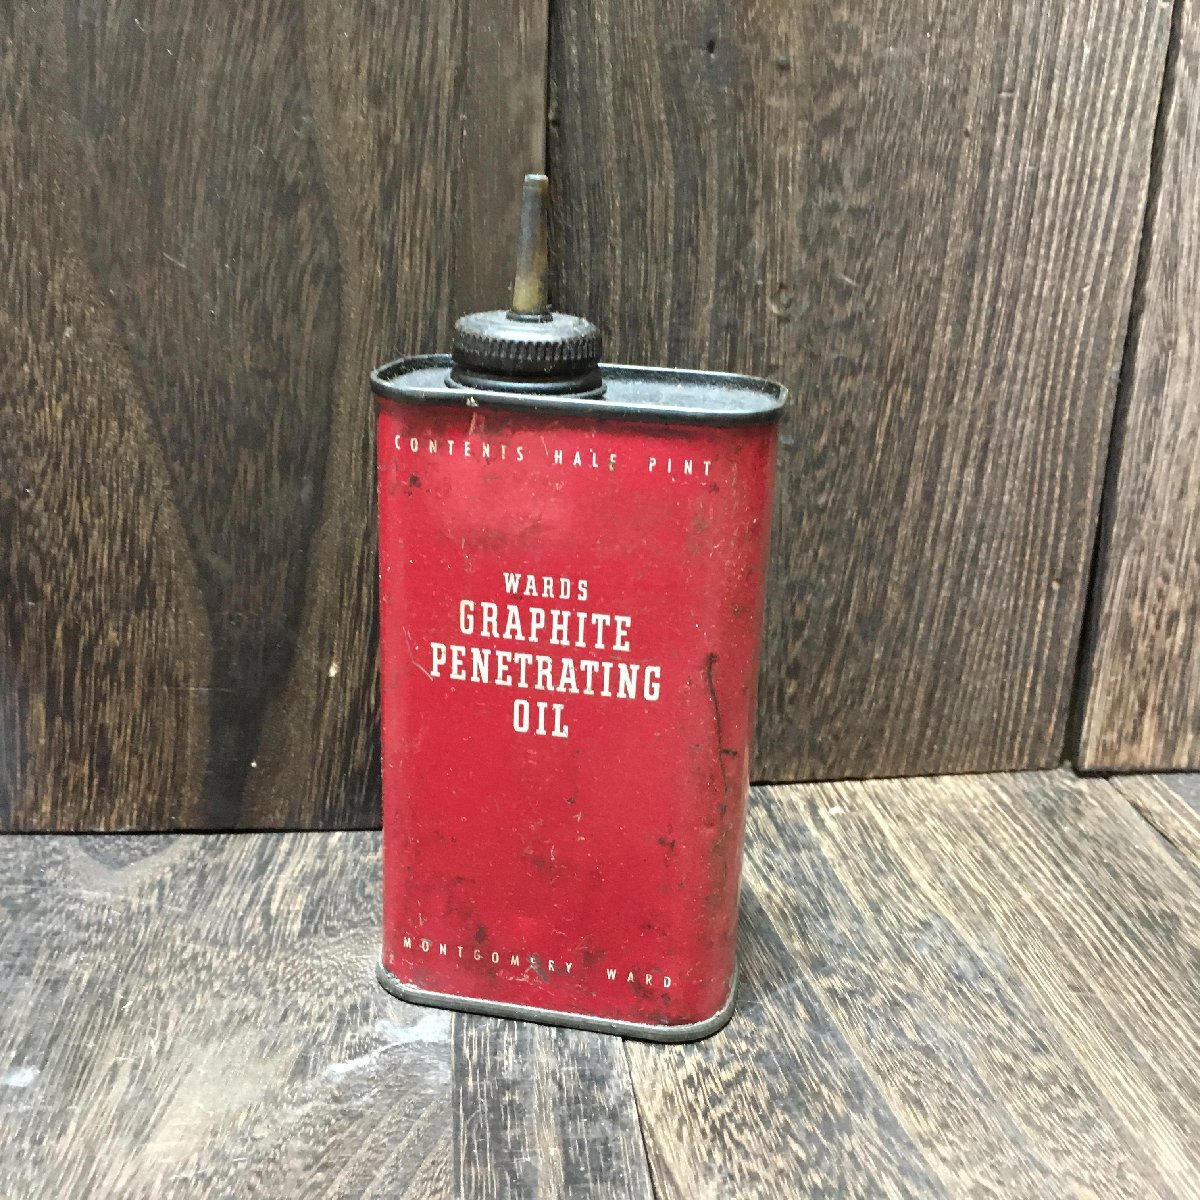 CONTENTS HALF PINT
WARDS
GRAPHITE
PENETRATING
OIL
MONTGOMERY WARD